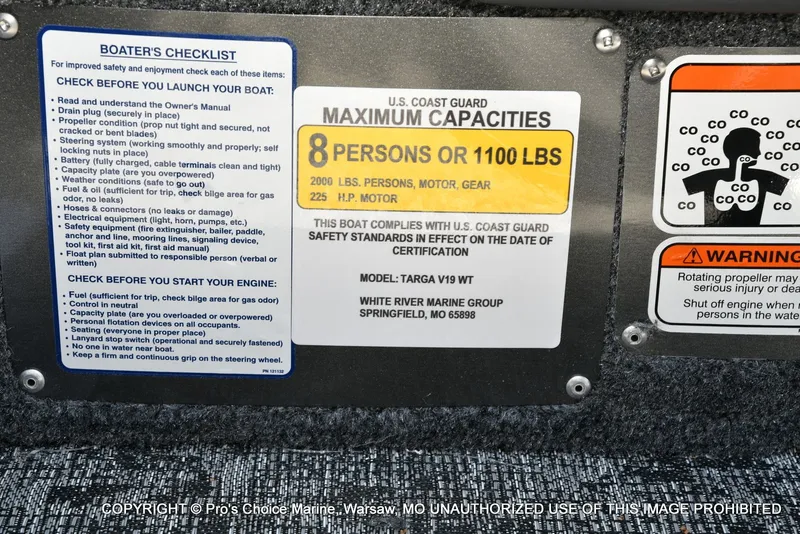 BOATER'S CHECKLIST
For improved safety and enjoyment check each of these items:
CHECK BEFORE YOU LAUNCH YOUR BOAT:
• Read and understand the Owner's Manual
• Drain plug (securely in place)
• Propeller condition (prop nut tight and secured, not
cracked or bent blades)
• Steering system (working smoothly and properly; self
locking nuts in place)
• Battery (fully charged, cable terminals clean and tight)
• Capacity plate (are you overpowered)
• Weather conditions (safe to go out)
• Fuel & oil (sufficient for trip, check bilge area for gas
odor, no leaks)
• Hoses & connectors (no leaks or damage)
• Electrical equipment (light, horn, pumps, etc.)
• Safety equipment (fire extinguisher, bailer, paddle,
anchor and line, mooring lines, signaling device,
tool kit, first aid kit, first aid manual)
• Float plan submitted to responsible person (verbal or
written)
CHECK BEFORE YOU START YOUR ENGINE:
• Fuel (sufficient for trip, check bilge area for gas odor)
• Control in neutral
• Capacity plate (are you overloaded or overpowered)
• Personal flotation devices on all occupants.
• Seating (everyone in proper place)
• Lanyard stop switch (operational and securely fastened)
• No one in water near boat.
• Keep a firm and continuous grip on the steering wheel.
PN 131132
U.S. COAST GUARD
MAXIMUM CAPACITIES
8 PERSONS OR 1100 LBS
2000 LBS. PERSONS, MOTOR, GEAR
225 H.P. MOTOR
THIS BOAT COMPLIES WITH U.S. COAST GUARD
SAFETY STANDARDS IN EFFECT ON THE DATE OF
CERTIFICATION
MODEL: TARGA V19 WT
WHITE RIVER MARINE GROUP
SPRINGFIELD, MO 65898
CO CO CO
CO CO CO
CO CO CO CO
CO CO CO
CO
CO CO
CO CO
WARNING
Rotating propeller may
serious injury or dea
Shut off engine when
persons in the wate
COPYRIGHT © Pro's Choice Marine, Warsaw, MO UNAUTHORIZED USE OF THIS IMAGE PROHIBITED